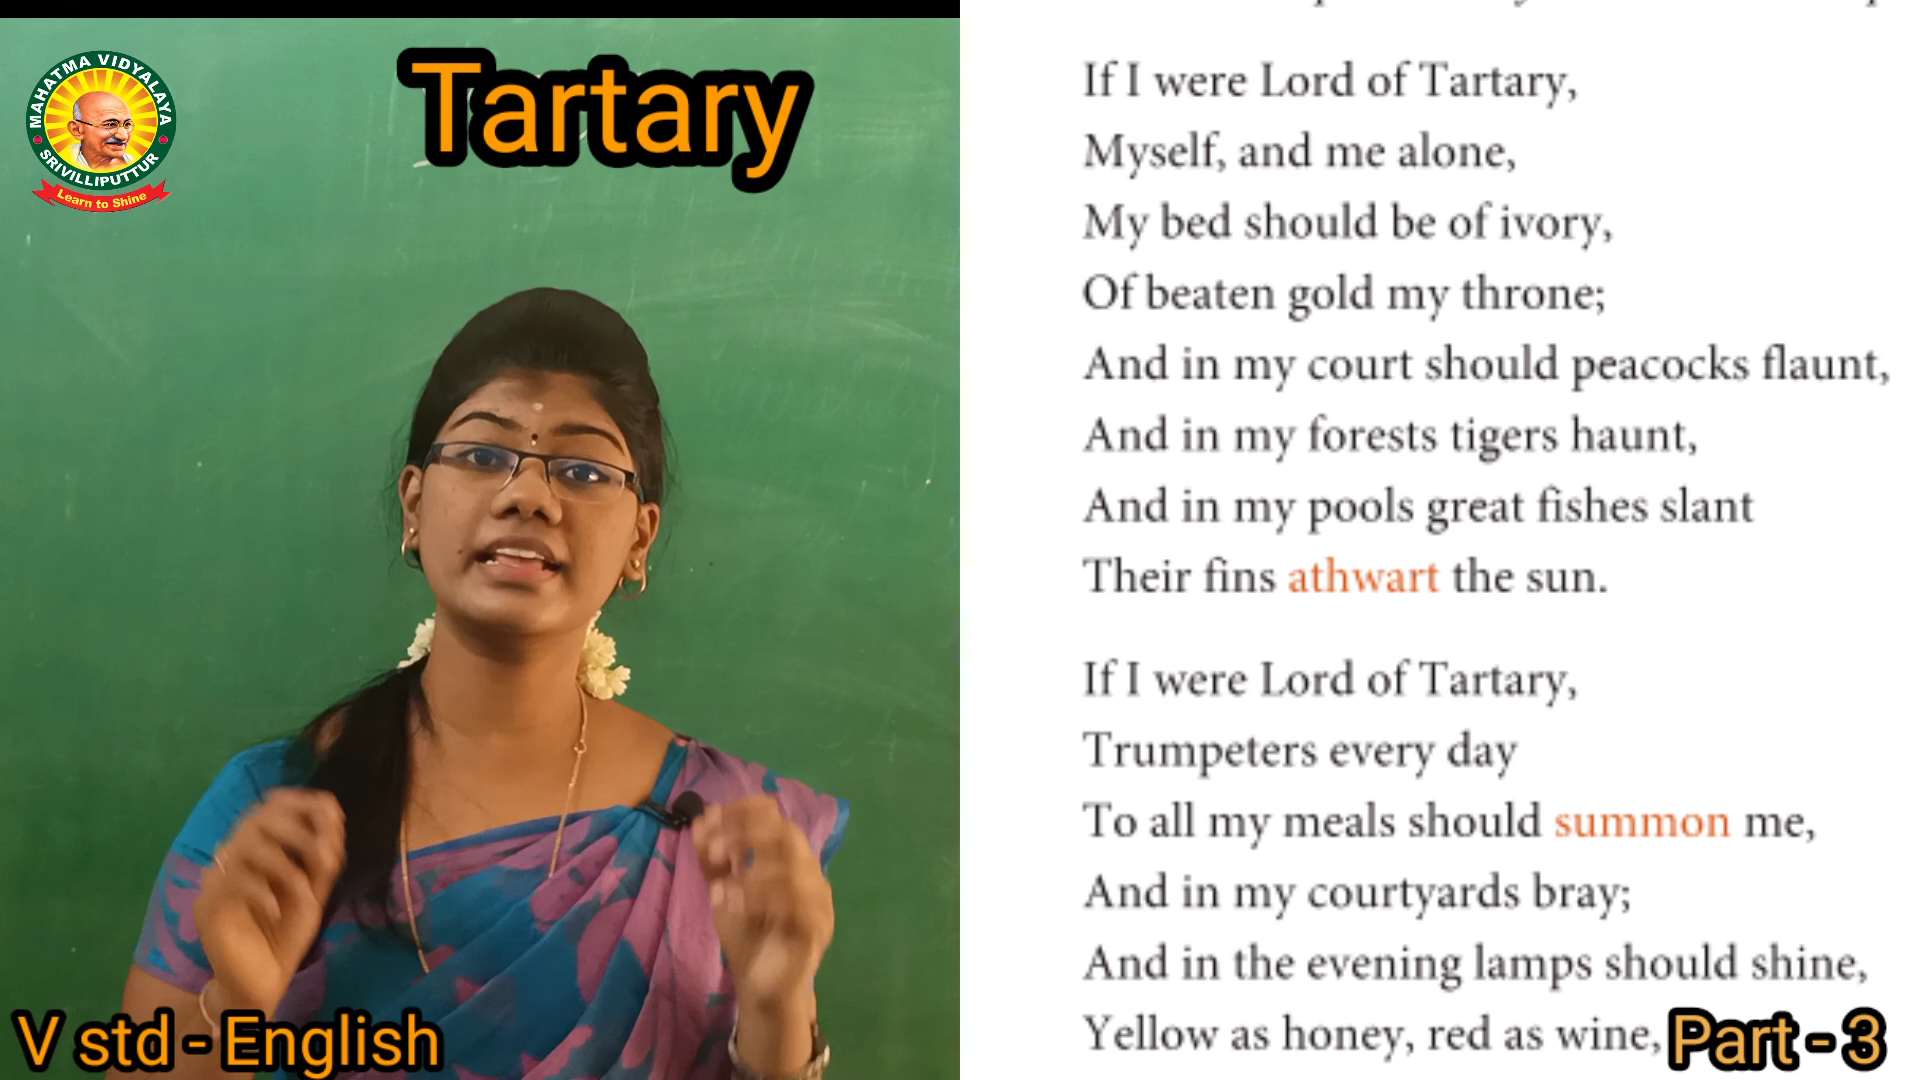 MAHATMA VIDYALAYA
SRIVILLIPUTTUR
Learn to Shine
Tartary
V std - English
If I were Lord of Tartary,
Myself, and me alone,
My bed should be of ivory,
Of beaten gold my throne;
And in my court should peacocks flaunt,
And in my forests tigers haunt,
And in my pools great fishes slant
Their fins athwart the sun.
If I were Lord of Tartary,
Trumpeters every day
To all my meals should summon me,
And in my courtyards bray;
And in the evening lamps should shine,
Yellow as honey, red as wine,
Part - 3